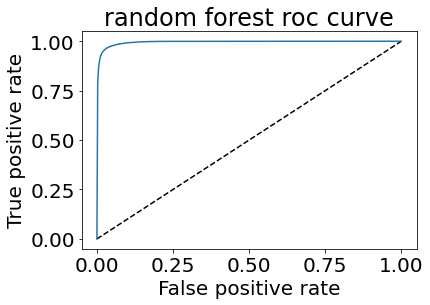 random forest roc curve
1.00
0.75
0.50
0.25
0.00
True positive rate
0.00 0.25 0.50 0.75 1.00
False positive rate